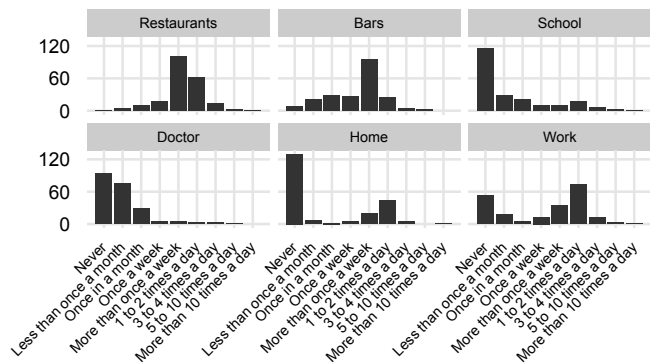 Restaurants
Bars
School
120
60
0
Doctor
Home
Work
120
60
0
Never
Less than once a month
Once in a month
Once a week
More than once a week
1 to 2 times a day
3 to 4 times a day
5 to 10 times a day
More than 10 times a day
Never
Less than once a month
Once in a month
Once a week
More than once a week
1 to 2 times a day
3 to 4 times a day
5 to 10 times a day
More than 10 times a day
Never
Less than once a month
Once in a month
Once a week
More than once a week
1 to 2 times a day
3 to 4 times a day
5 to 10 times a day
More than 10 times a day